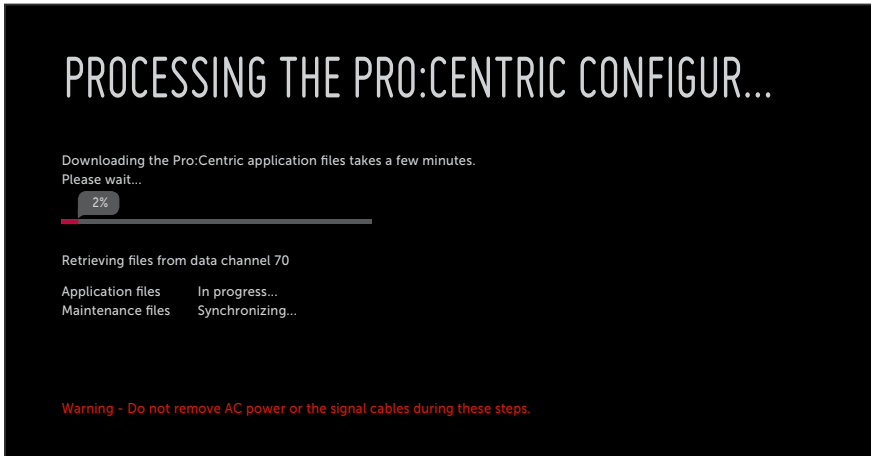 PROCESSING THE PRO:CENTRIC CONFIGUR...
Downloading the Pro:Centric application files takes a few minutes.
Please wait...
2%
Retrieving files from data channel 70
Application files In progress...
Maintenance files Synchronizing...
Warning - Do not remove AC power or the signal cables during these steps.